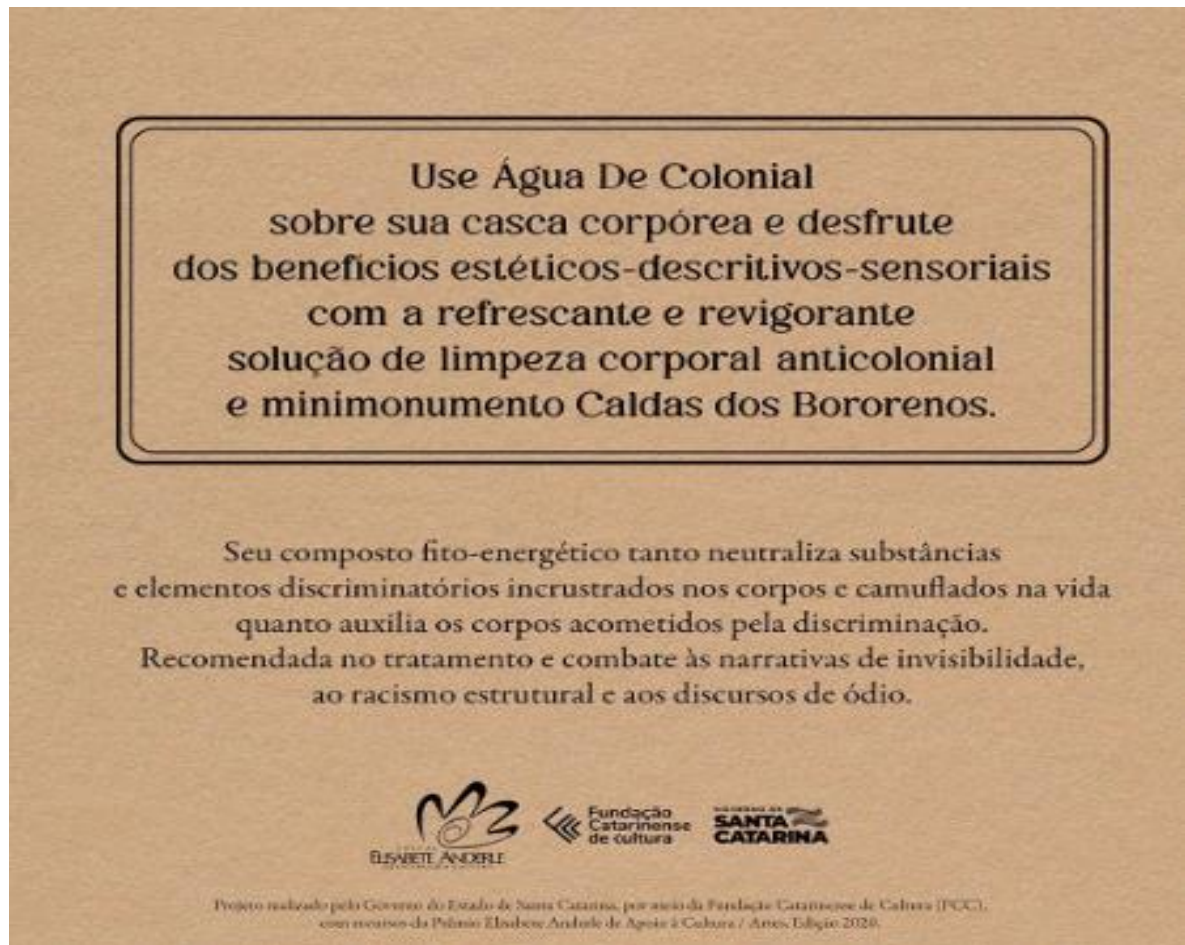 Use Água De Colonial
sobre sua casca corpórea e desfrute
dos benefícios estéticos-descritivos-sensoriais
com a refrescante e revigorante
solução de limpeza corporal anticolonial
e minimonumento Caldas dos Bororenos.
Seu composto fito-energético tanto neutraliza substâncias
e elementos discriminatórios incrustrados nos corpos e camuflados na vida
quanto auxilia os corpos acometidos pela discriminação.
Recomendada no tratamento e combate às narrativas de invisibilidade,
ao racismo estrutural e aos discursos de ódio.
ELISABETE ANDERLE
Fundação
Catarinense
de cultura
GOVERNO DE
SANTA
CATARINA
Projeto realizado pelo Governo do Estado de Santa Catarina, por meio da Fundação Catarinense de Cultura (FCC),
com recursos do Prêmio Elisabete Anderle de Apoio à Cultura / Artes, Edição 2020.